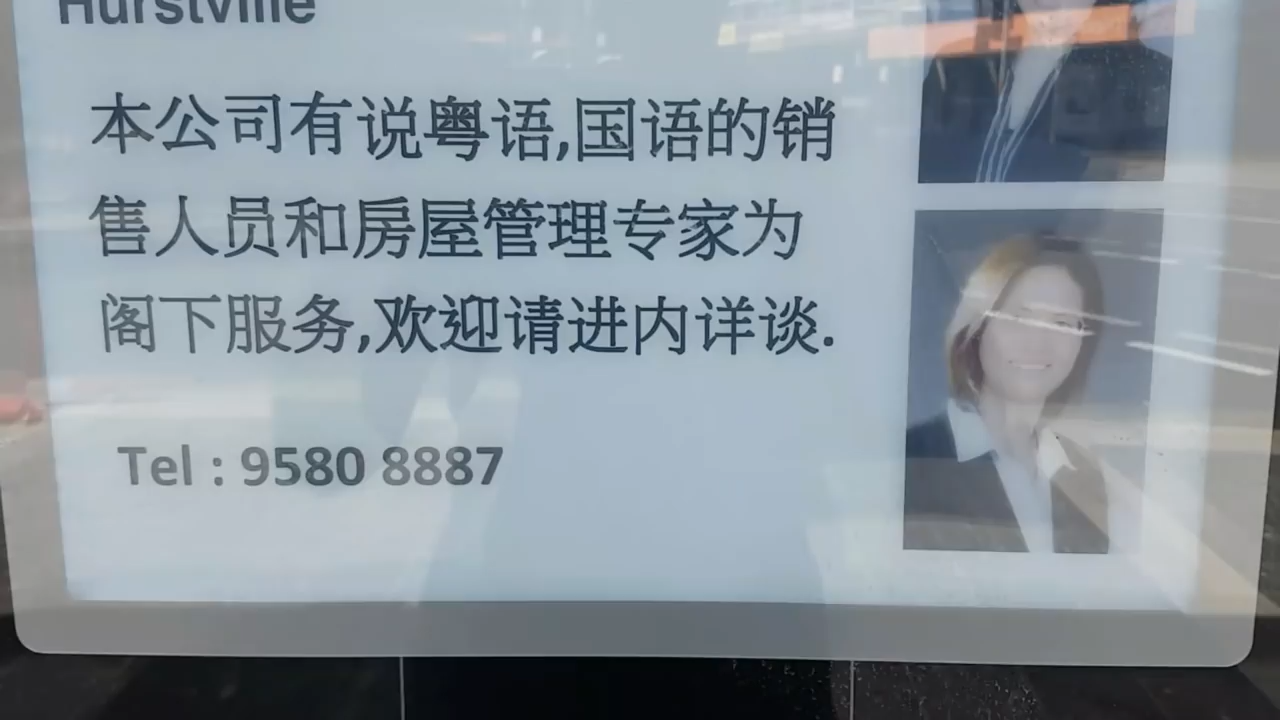 Hurstville
本公司有说粤语,国语的销
售人员和房屋管理专家为
阁下服务,欢迎请进内详谈.
Tel : 9580 8887